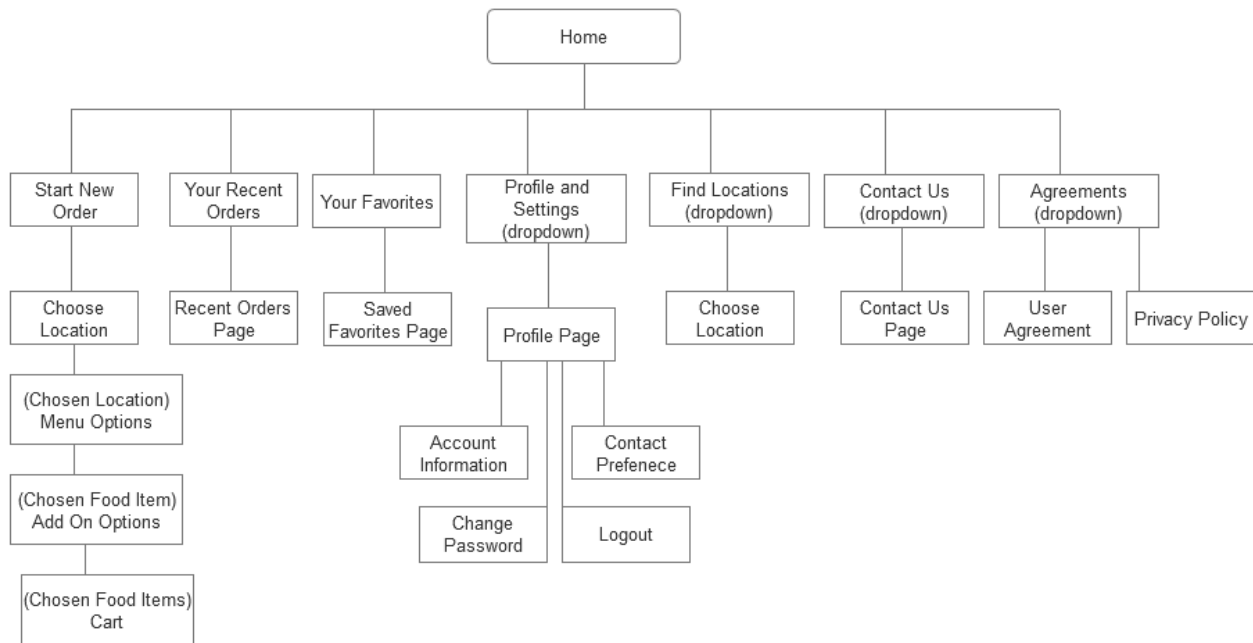 Home
Start New
Order
Your Recent
Orders
Your Favorites
Profile and
Settings
(dropdown)
Find Locations
(dropdown)
Contact Us
(dropdown)
Agreements
(dropdown)
Choose
Location
Recent Orders
Page
Saved
Favorites Page
Profile Page
Choose
Location
Contact Us
Page
User
Agreement
Privacy Policy
(Chosen Location)
Menu Options
Account
Information
Contact
Prefenece
(Chosen Food Item)
Add On Options
Change
Password
Logout
(Chosen Food Items)
Cart